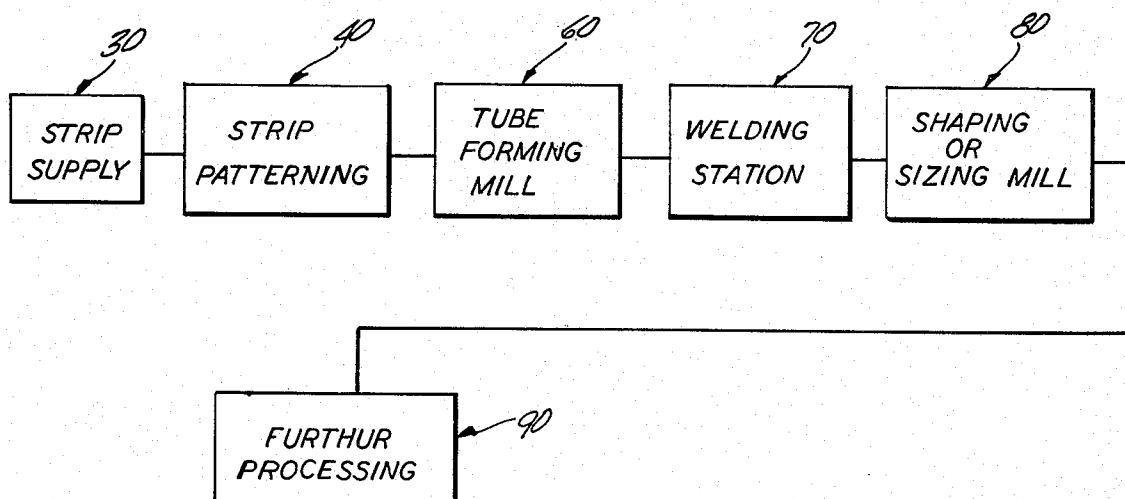 30
40
60
70
80
STRIP
SUPPLY
STRIP
PATTERNING
TUBE
FORMING
MILL
WELDING
STATION
SHAPING
OR
SIZING MILL
FURTHUR
PROCESSING
90